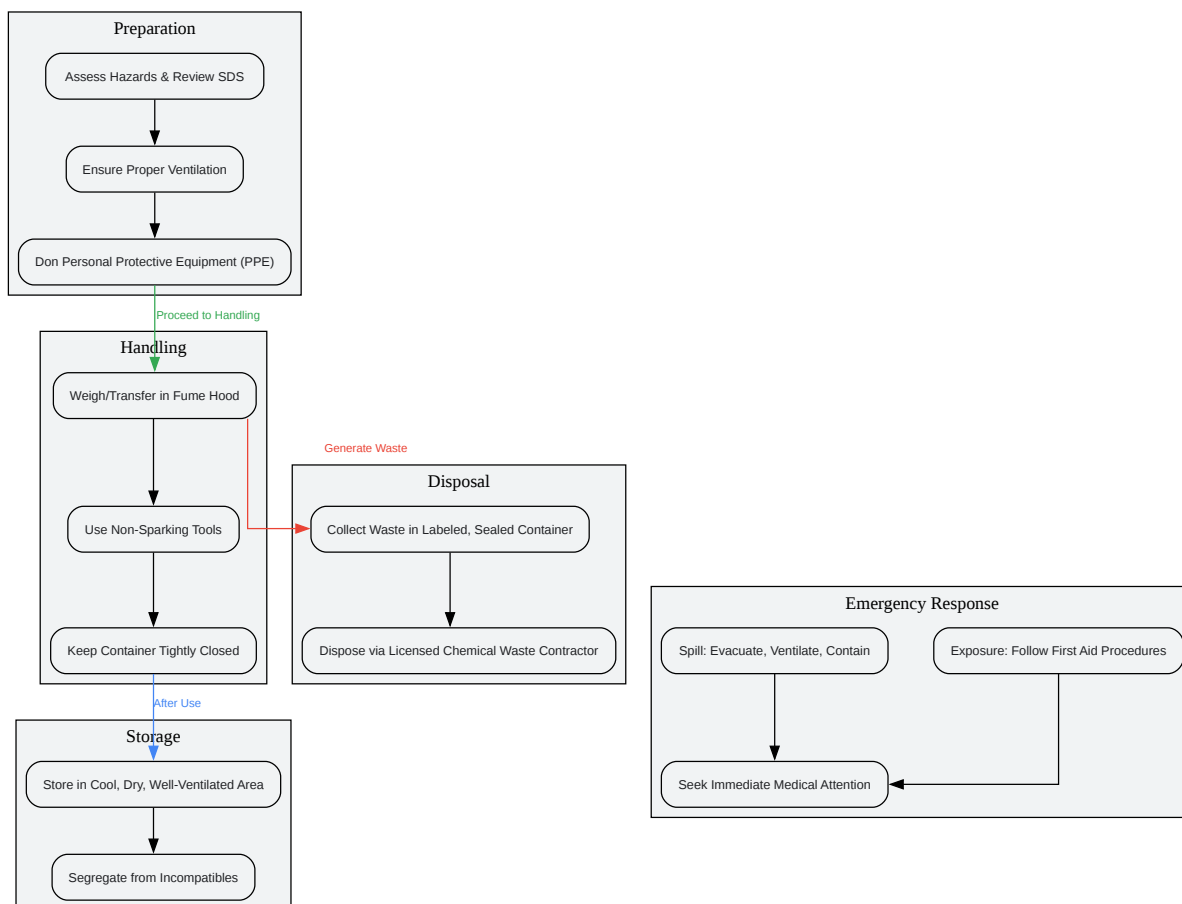 Preparation
Assess Hazards & Review SDS
Ensure Proper Ventilation
Don Personal Protective Equipment (PPE)
Proceed to Handling
Handling
Weigh/Transfer in Fume Hood
Use Non-Sparking Tools
Keep Container Tightly Closed
Generate Waste
Disposal
Collect Waste in Labeled, Sealed Container
Dispose via Licensed Chemical Waste Contractor
After Use
Storage
Store in Cool, Dry, Well-Ventilated Area
Segregate from Incompatibles
Emergency Response
Spill: Evacuate, Ventilate, Contain
Exposure: Follow First Aid Procedures
Seek Immediate Medical Attention